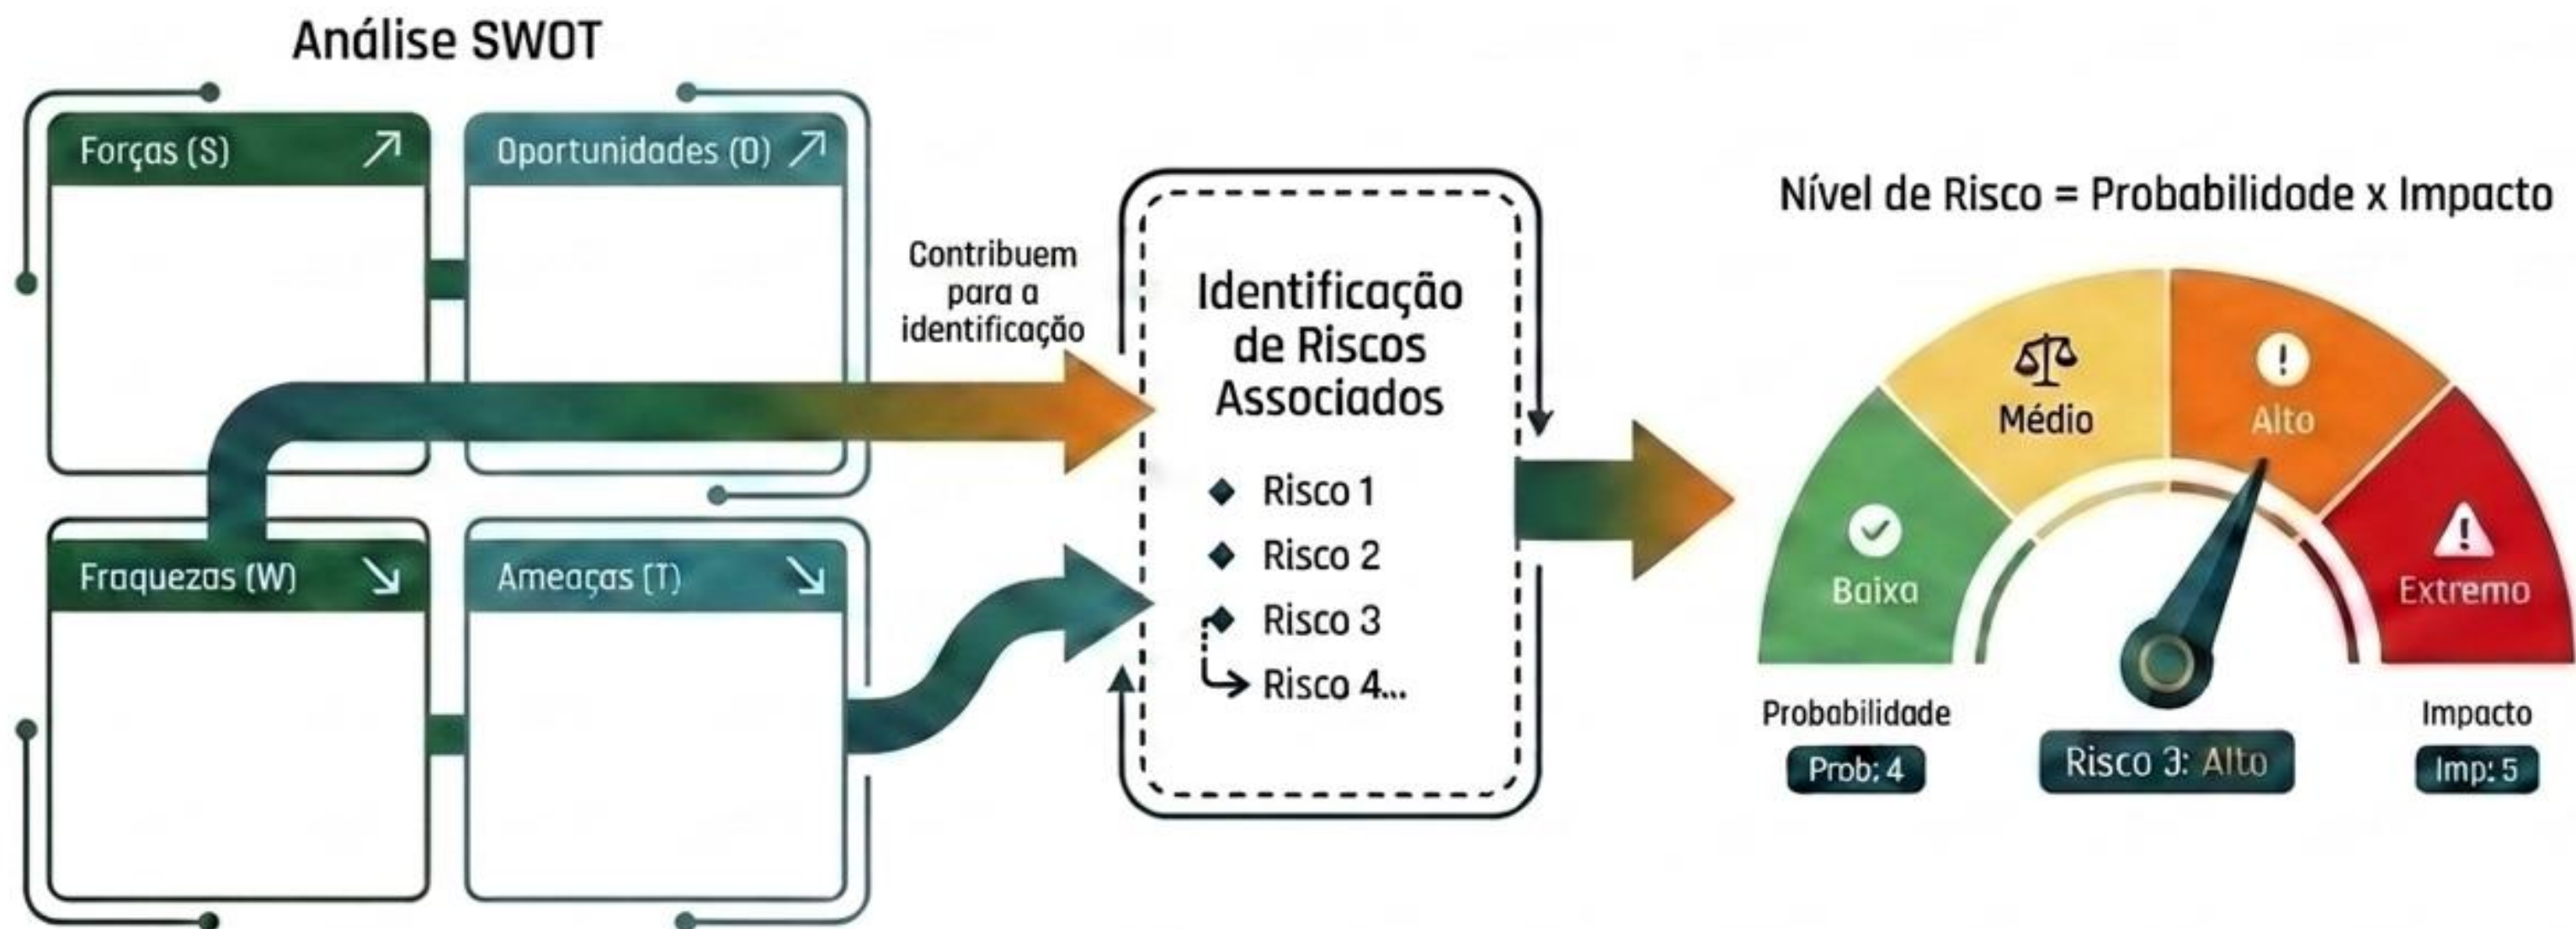 Análise SWOT
Forças (S)
Oportunidades (O)
Fraquezas (W)
Ameaças (T)
Contribuem
para a
identificação
Identificação
de Riscos
Associados
Risco 1
Risco 2
Risco 3
Risco 4...
Nível de Risco = Probabilidade x Impacto
Baixa
Médio
Alto
Extremo
Probabilidade
Prob: 4
Risco 3: Alto
Impacto
Imp: 5